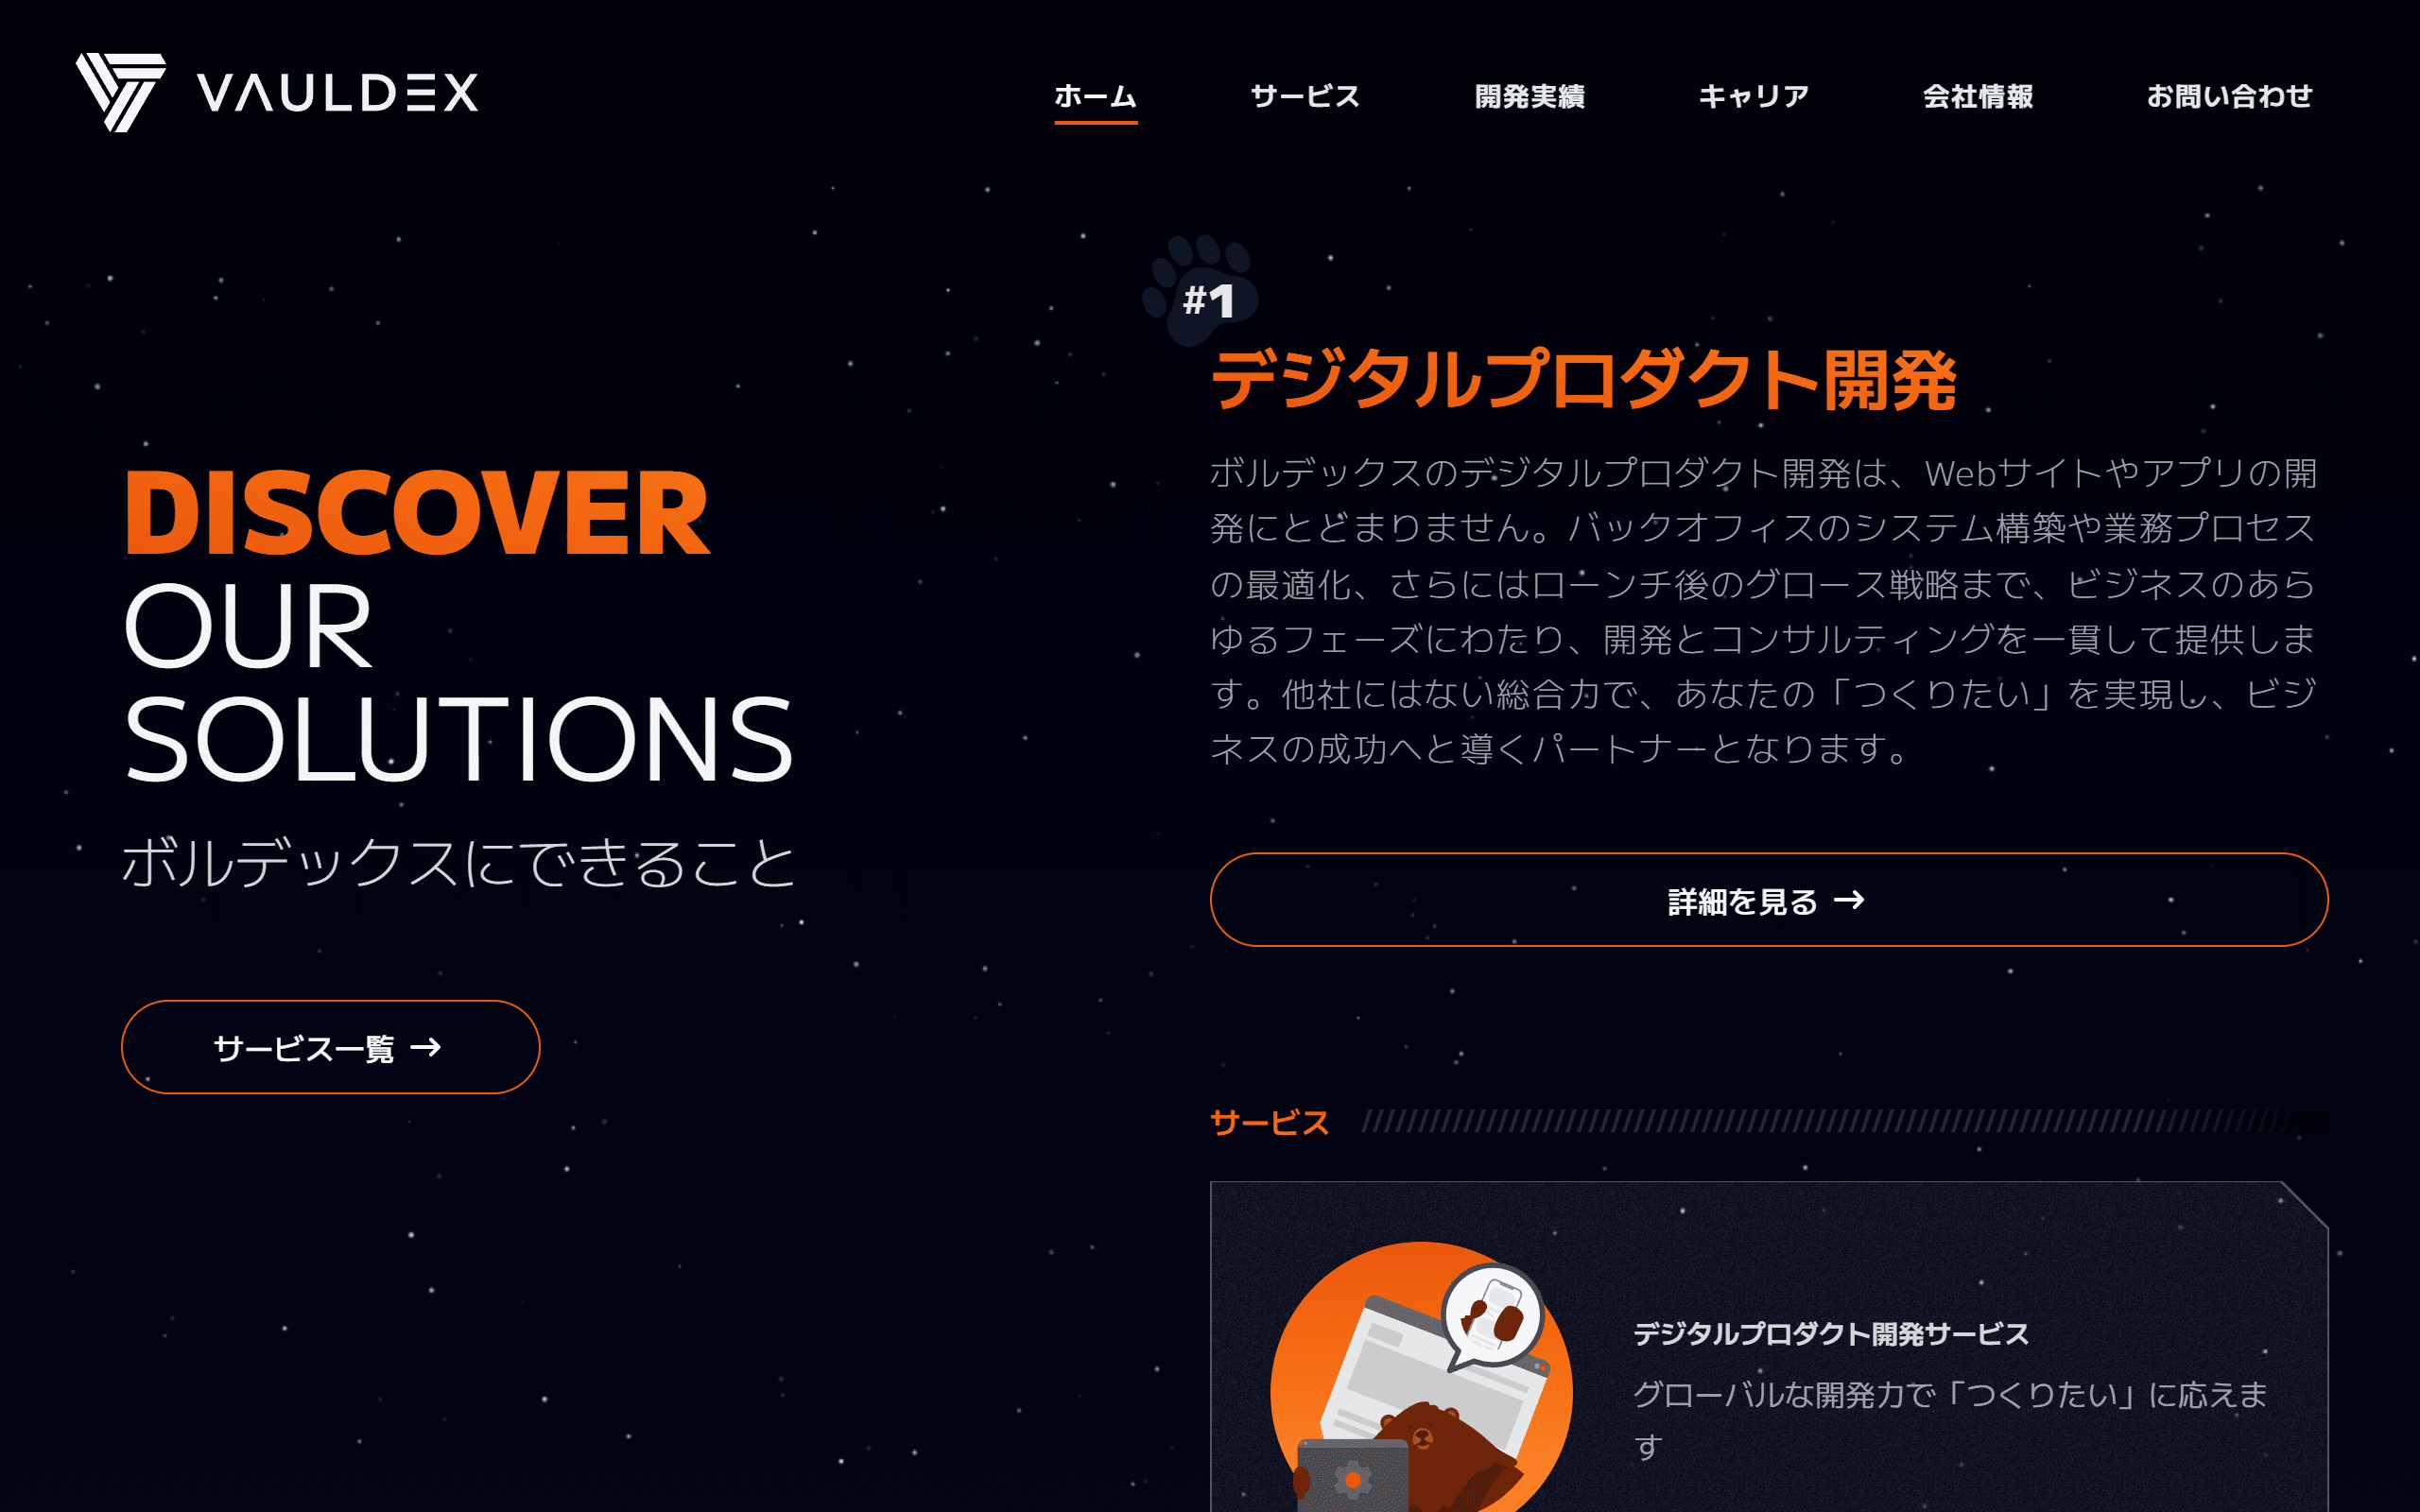 VAULDEX
ホーム サービス 開発実績 キャリア 会社情報 お問い合わせ
DISCOVER
OUR
SOLUTIONS
ボルデックスにできること
サービス一覧 →
#1
デジタルプロダクト開発
ボルデックスのデジタルプロダクト開発は、Webサイトやアプリの開
発にとどまりません。バックオフィスのシステム構築や業務プロセス
の最適化、さらにはローンチ後のグロース戦略まで、ビジネスのあら
ゆるフェーズにわたり、開発とコンサルティングを一貫して提供しま
す。他社にはない総合力で、あなたの「つくりたい」を実現し、ビジ
ネスの成功へと導くパートナーとなります。
詳細を見る →
サービス
デジタルプロダクト開発サービス
グローバルな開発力で「つくりたい」に応えま
す